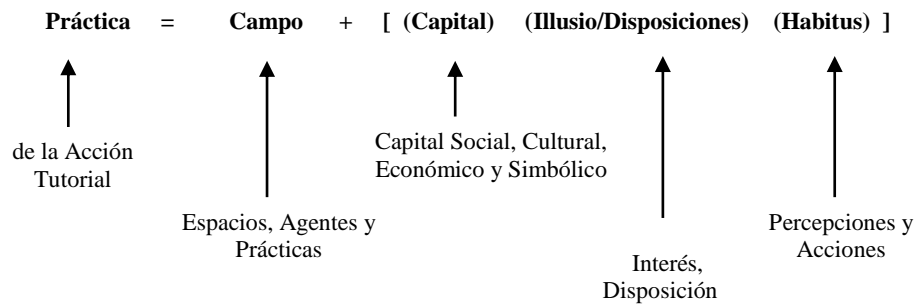 Práctica = Campo + [ (Capital) (Illusio/Disposiciones) (Habitus) ]
de la Acción
Tutorial
Capital Social, Cultural,
Económico y Simbólico
Espacios, Agentes y
Prácticas
Percepciones y
Acciones
Interés,
Disposición